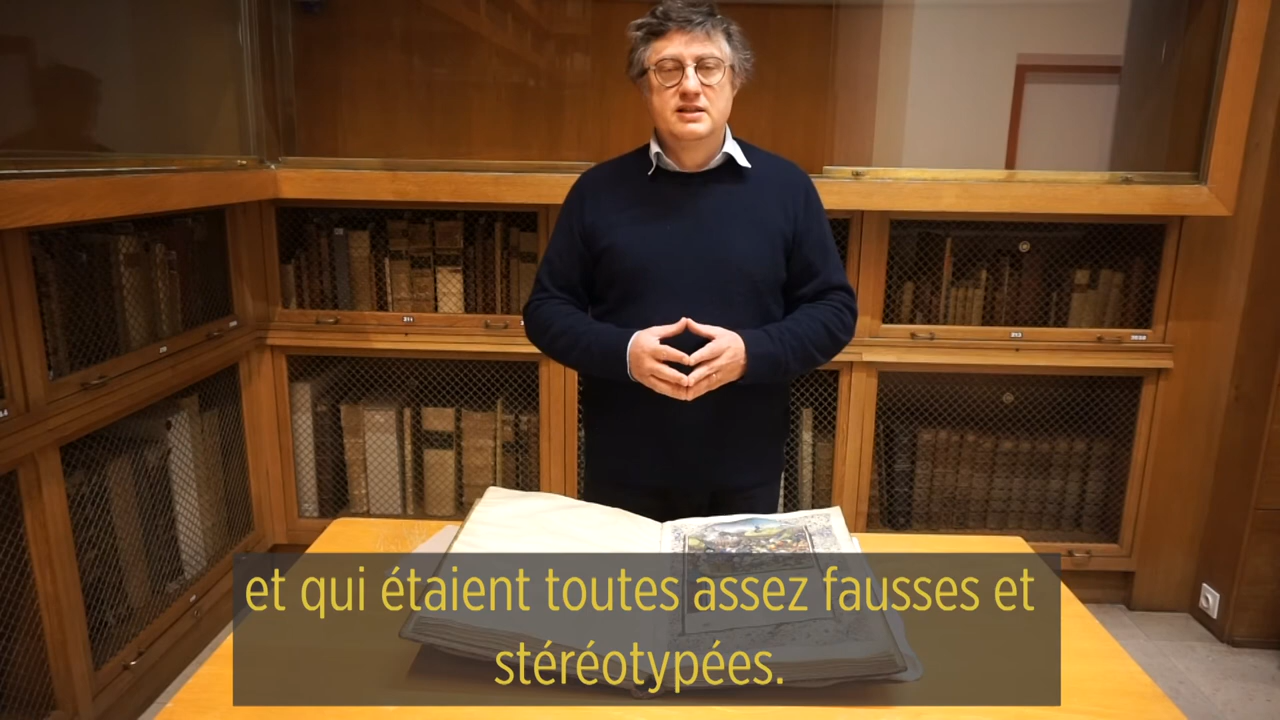 et qui étaient toutes assez fausses et
stéréotypées.